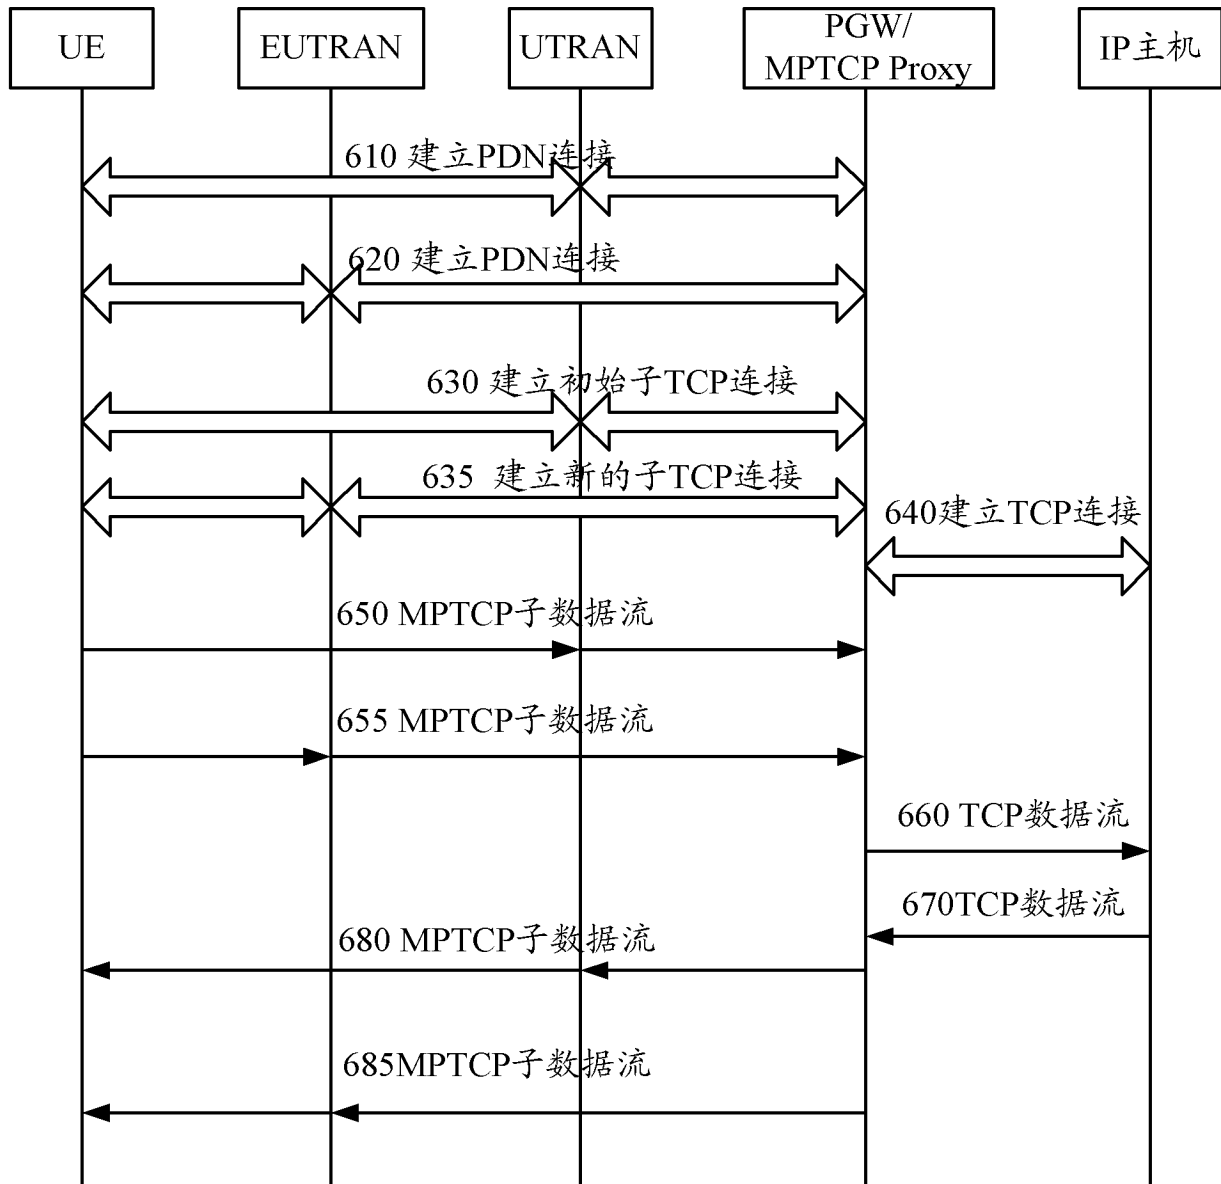 UE
EUTRAN
UTRAN
PGW/
MPTCP Proxy
IP主机
610 建立PDN连接
620 建立PDN连接
630 建立初始子TCP连接
635 建立新的子TCP连接
640建立TCP连接
650 MPTCP子数据流
655 MPTCP子数据流
660 TCP数据流
670TCP数据流
680 MPTCP子数据流
685MPTCP子数据流